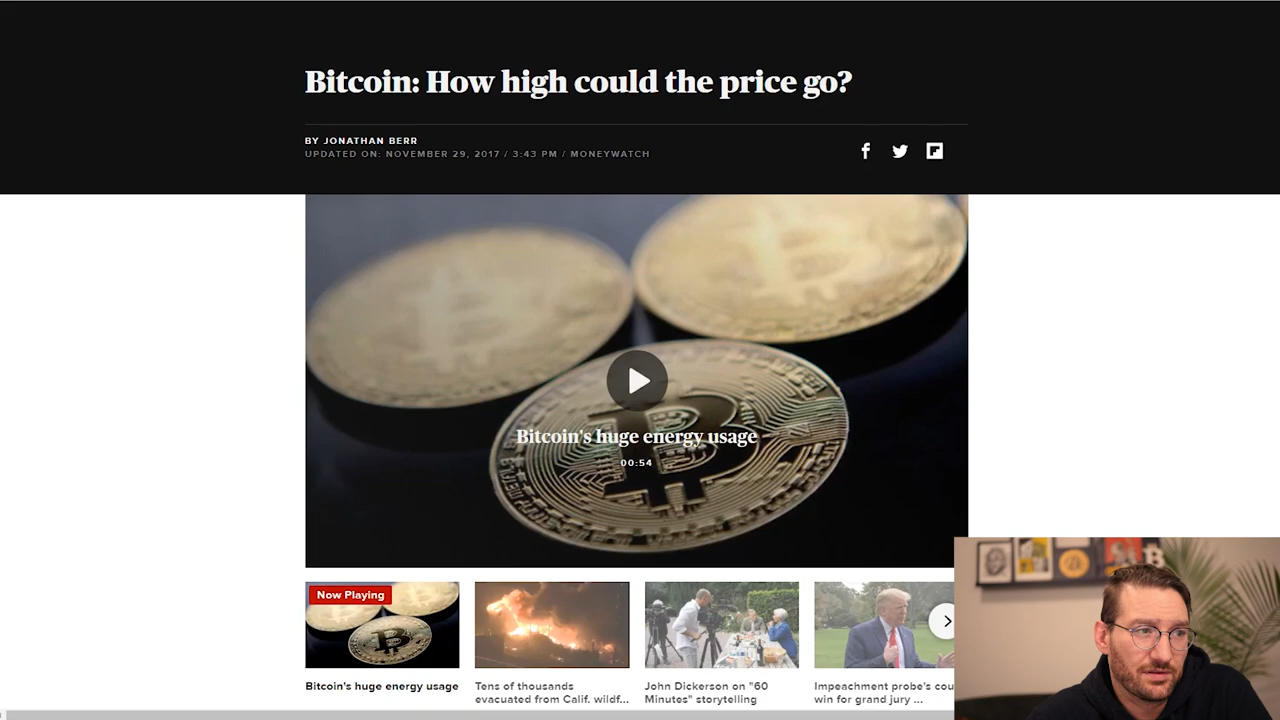 Bitcoin: How high could the price go?
BY JONATHAN BERR
UPDATED ON: NOVEMBER 29, 2017 / 3:43 PM / MONEYWATCH
Bitcoin's huge energy usage
00:54
Now Playing
Bitcoin's huge energy usage
Tens of thousands
evacuated from Calif. wildf...
John Dickerson on "60
Minutes" storytelling
Impeachment probe's cou
win for grand jury ...